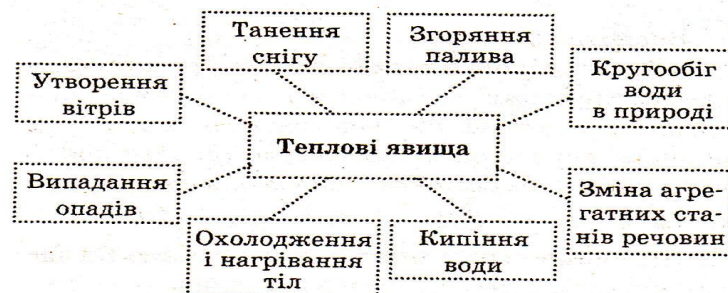 Танення
снігу
Згоряння
палива
Утворення
вітрів
Кругообіг
води
в природі
Теплові явища
Випадання
опадів
Зміна агре-
гатних ста-
нів речовин
Охолодження
і нагрівання
тіл
Кипіння
води